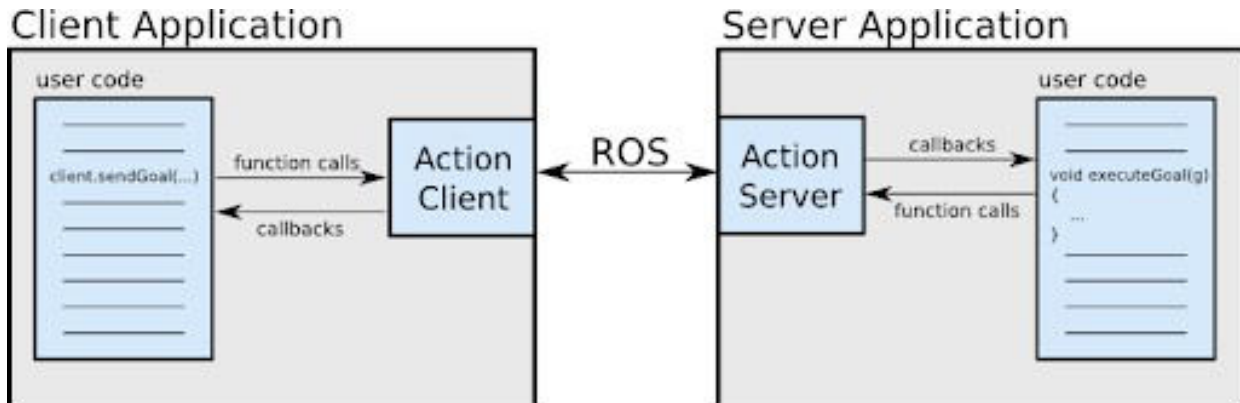 Client Application
user code
client.sendGoal(...)
function calls
callbacks
Action
Client
ROS
Server Application
Action
Server
callbacks
function calls
user code
void executeGoal(g)
{
...
}